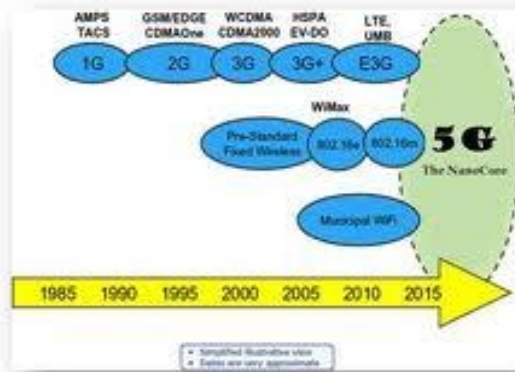 AMPS
TACS
GSM/EDGE
CDMAOne
WCDMA
CDMA2000
HSPA
EV-DO
LTE,
UMB
1G
2G
3G
3G+
E3G
WiMax
Pre-Standard
Fixed Wireless
802.16e
802.16m
5G
The NanoCore
Municipal WiFi
1985 1990 1995 2000 2005 2010 2015
• Simplified illustrative view
• Dates are very approximate